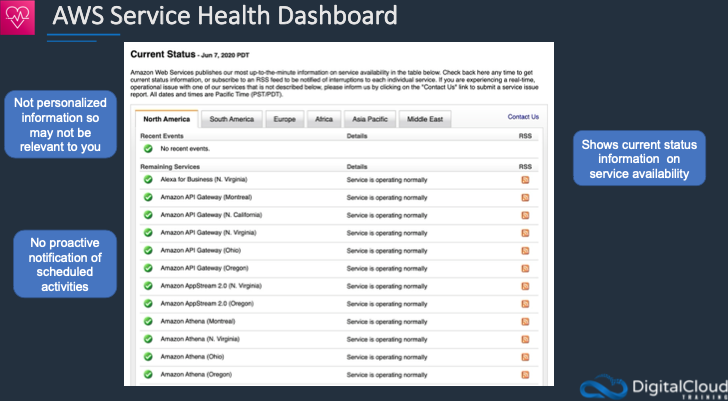 AWS Service Health Dashboard
Current Status - Jun 7, 2020 PDT
Amazon Web Services publishes our most up-to-the-minute information on service availability in the table below. Check back here any time to get
current status information, or subscribe to an RSS feed to be notified of interruptions to each individual service. If you are experiencing a real-time,
operational issue with one of our services that is not described below, please inform us by clicking on the "Contact Us" link to submit a service issue
report. All dates and times are Pacific Time (PST/PDT).
North America South America Europe Africa Asia Pacific Middle East Contact Us
Recent Events Details RSS
No recent events.
Remaining Services Details RSS
Alexa for Business (N. Virginia) Service is operating normally
Amazon API Gateway (Montreal) Service is operating normally
Amazon API Gateway (N. California) Service is operating normally
Amazon API Gateway (N. Virginia) Service is operating normally
Amazon API Gateway (Ohio) Service is operating normally
Amazon API Gateway (Oregon) Service is operating normally
Amazon AppStream 2.0 (N. Virginia) Service is operating normally
Amazon AppStream 2.0 (Oregon) Service is operating normally
Amazon Athena (Montreal) Service is operating normally
Amazon Athena (N. Virginia) Service is operating normally
Amazon Athena (Ohio) Service is operating normally
Amazon Athena (Oregon) Service is operating normally
Not personalized
information so
may not be
relevant to you
No proactive
notification of
scheduled
activities
Shows current status
information on
service availability
DigitalCloud
TRAINING